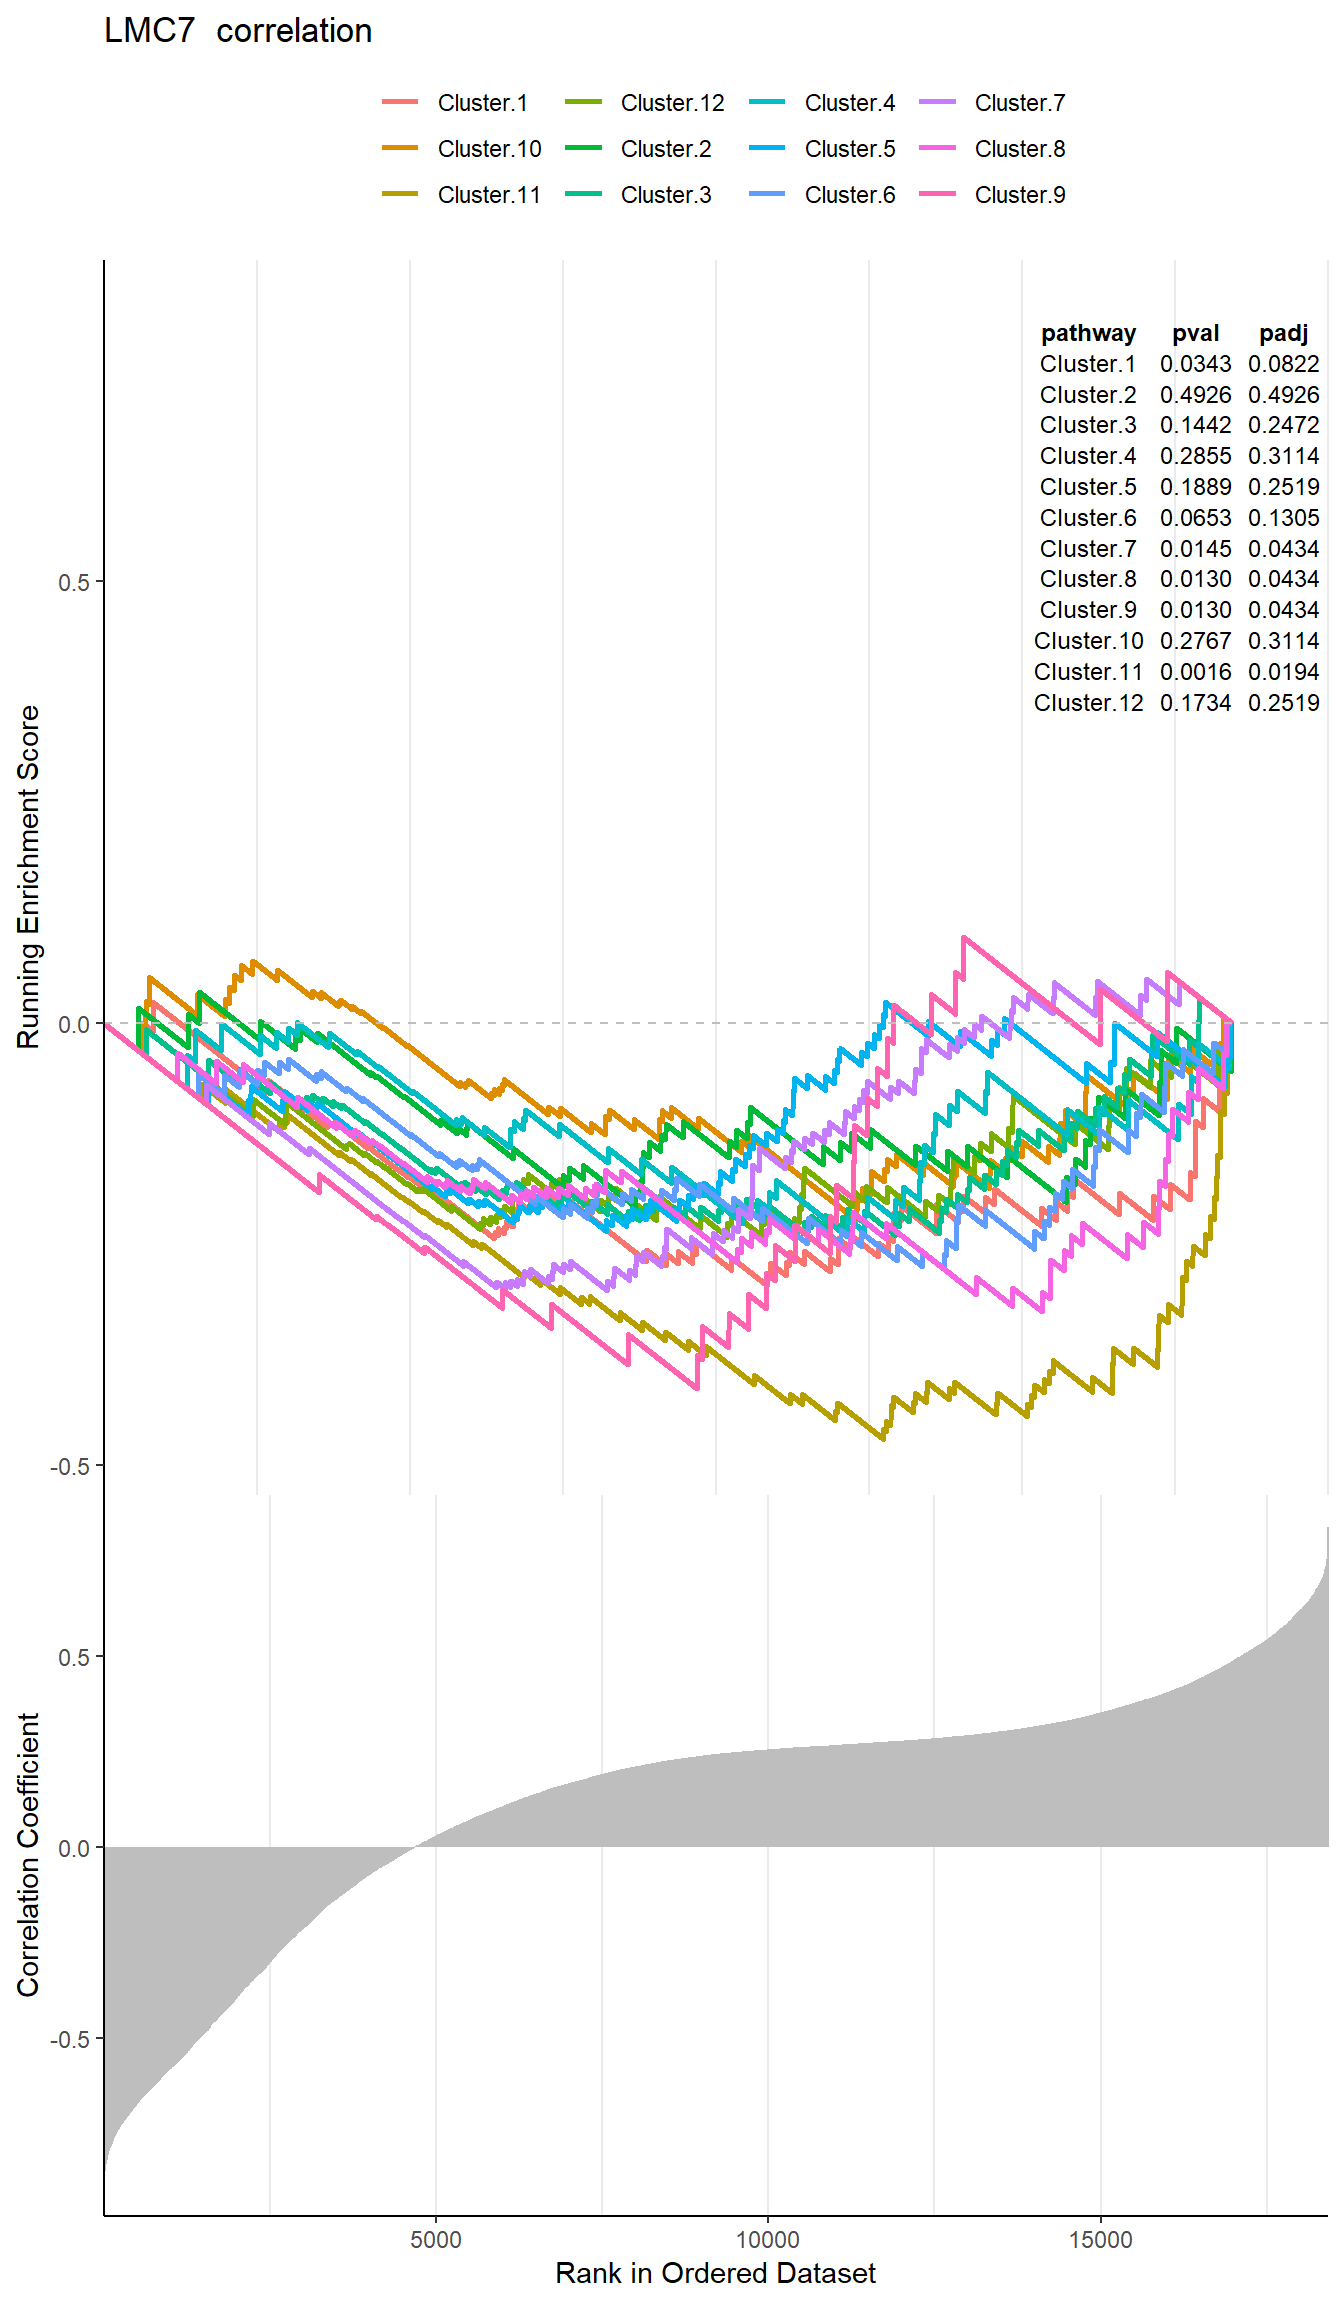 LMC7  correlation
Cluster.1 Cluster.12 Cluster.4 Cluster.7
Cluster.10 Cluster.2 Cluster.5 Cluster.8
Cluster.11 Cluster.3 Cluster.6 Cluster.9
Running Enrichment Score
0.5
0.0
-0.5
pathway pval padj
Cluster.1 0.0343 0.0822
Cluster.2 0.4926 0.4926
Cluster.3 0.1442 0.2472
Cluster.4 0.2855 0.3114
Cluster.5 0.1889 0.2519
Cluster.6 0.0653 0.1305
Cluster.7 0.0145 0.0434
Cluster.8 0.0130 0.0434
Cluster.9 0.0130 0.0434
Cluster.10 0.2767 0.3114
Cluster.11 0.0016 0.0194
Cluster.12 0.1734 0.2519
Correlation Coefficient
0.5
0.0
-0.5
5000 10000 15000
Rank in Ordered Dataset